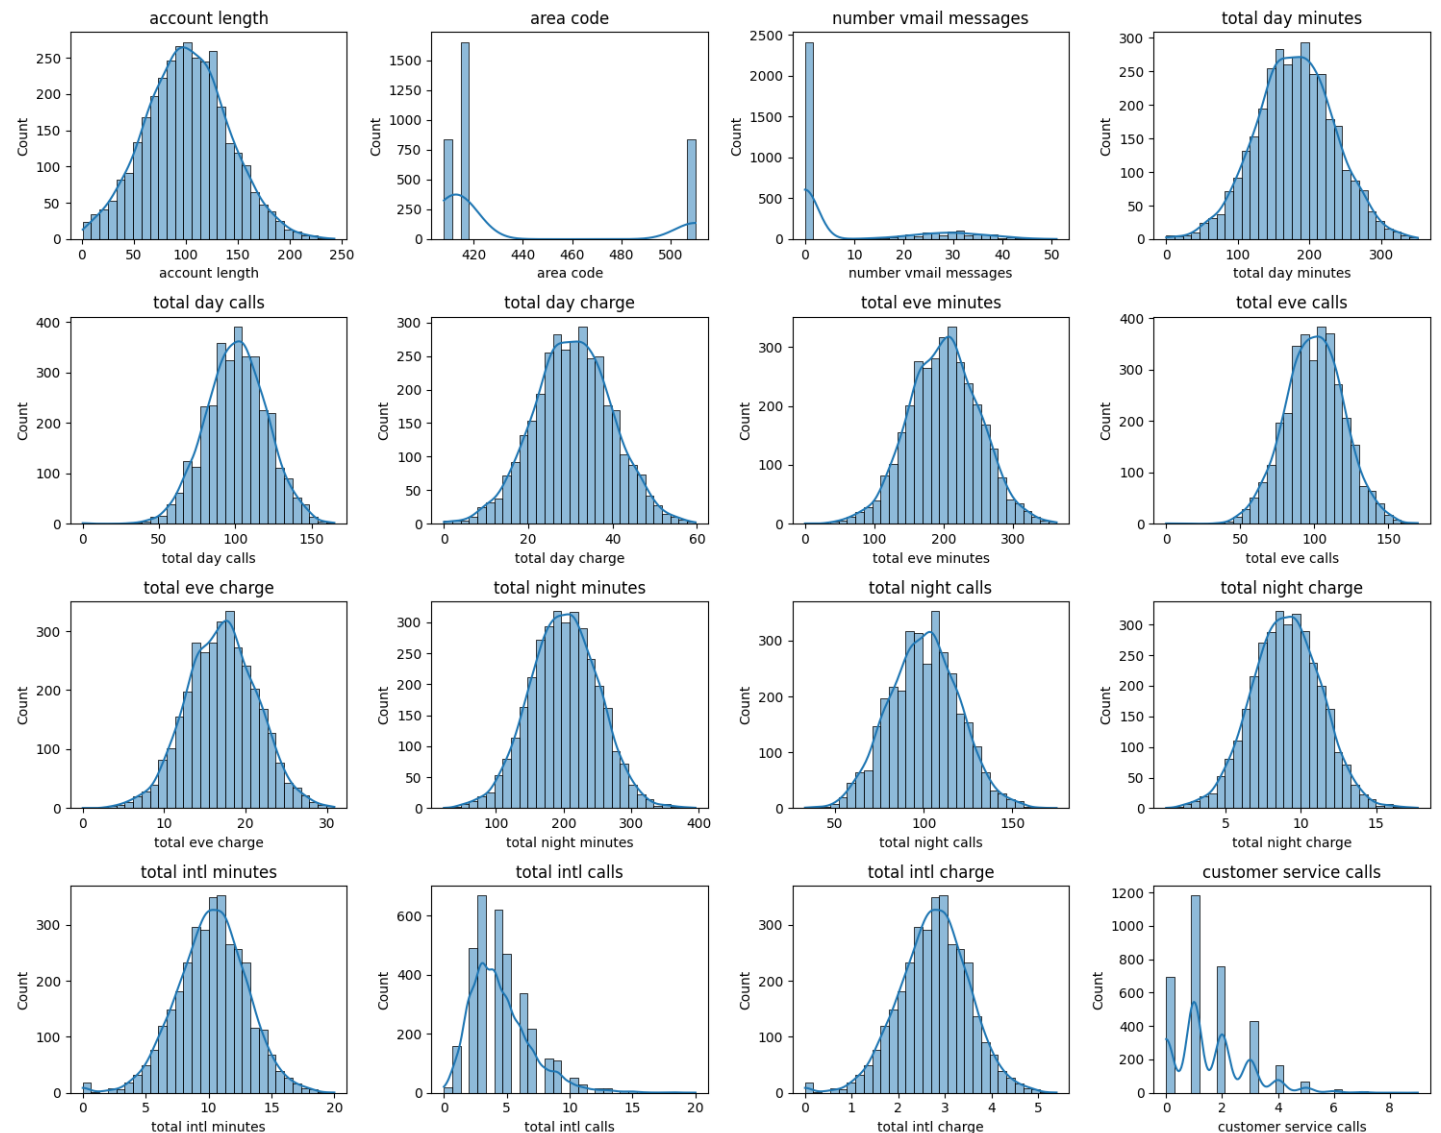 account length
area code
number vmail messages
total day minutes
250
200
150
100
50
0
Count
0 50 100 150 200 250
account length
1500
1250
1000
750
500
250
0
Count
420 440 460 480 500
area code
2500
2000
1500
1000
500
0
Count
0 10 20 30 40 50
number vmail messages
300
250
200
150
100
50
0
Count
0 100 200 300
total day minutes
total day calls
total day charge
total eve minutes
total eve calls
400
300
200
100
0
Count
0 50 100 150
total day calls
300
250
200
150
100
50
0
Count
0 20 40 60
total day charge
300
200
100
0
Count
0 100 200 300
total eve minutes
400
300
200
100
0
Count
0 50 100 150
total eve calls
total eve charge
total night minutes
total night calls
total night charge
300
200
100
0
Count
0 10 20 30
total eve charge
300
250
200
150
100
50
0
Count
100 200 300 400
total night minutes
300
200
100
0
Count
50 100 150
total night calls
300
250
200
150
100
50
0
Count
5 10 15
total night charge
total intl minutes
total intl calls
total intl charge
customer service calls
300
200
100
0
Count
0 5 10 15 20
total intl minutes
600
400
200
0
Count
0 5 10 15 20
total intl calls
300
200
100
0
Count
0 1 2 3 4 5
total intl charge
1200
1000
800
600
400
200
0
Count
0 2 4 6 8
customer service calls